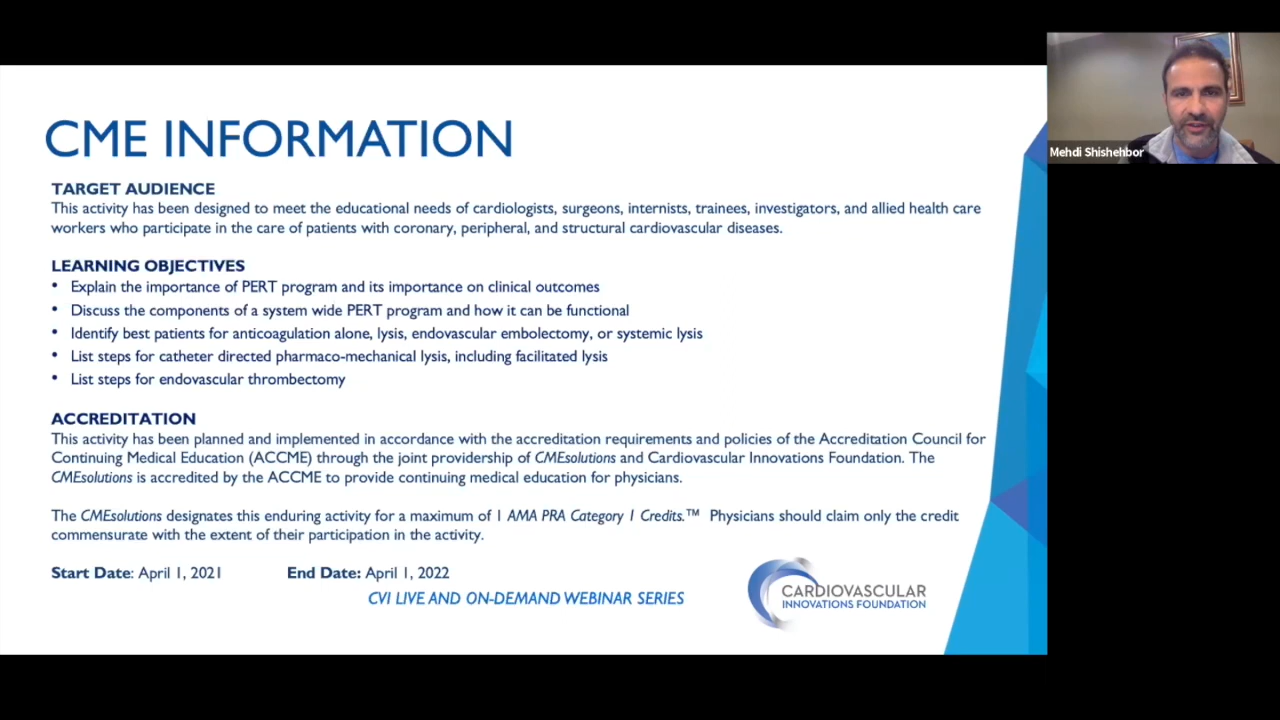 CME INFORMATION
Mehdi Shishehbor
TARGET AUDIENCE
This activity has been designed to meet the educational needs of cardiologists, surgeons, internists, trainees, investigators, and allied health care
workers who participate in the care of patients with coronary, peripheral, and structural cardiovascular diseases.
LEARNING OBJECTIVES
• Explain the importance of PERT program and its importance on clinical outcomes
• Discuss the components of a system wide PERT program and how it can be functional
• Identify best patients for anticoagulation alone, lysis, endovascular embolectomy, or systemic lysis
• List steps for catheter directed pharmaco-mechanical lysis, including facilitated lysis
• List steps for endovascular thrombectomy
ACCREDITATION
This activity has been planned and implemented in accordance with the accreditation requirements and policies of the Accreditation Council for
Continuing Medical Education (ACCME) through the joint providership of CMEsolutions and Cardiovascular Innovations Foundation. The
CMEsolutions is accredited by the ACCME to provide continuing medical education for physicians.
The CMEsolutions designates this enduring activity for a maximum of 1 AMA PRA Category 1 Credits.™ Physicians should claim only the credit
commensurate with the extent of their participation in the activity.
Start Date: April 1, 2021 End Date: April 1, 2022
CVI LIVE AND ON-DEMAND WEBINAR SERIES
CARDIOVASCULAR
INNOVATIONS FOUNDATION